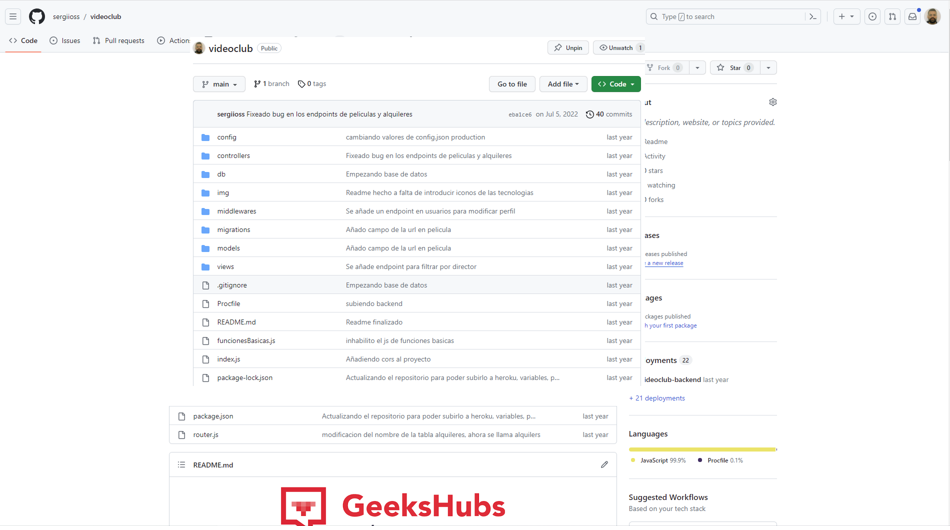 sergiioss / videoclub
Type / to search
Code
Issues
Pull requests
Action
videoclub
Public
Unpin
Unwatch 1
Fork 0
Star 0
main
1 branch
0 tags
Go to file
Add file
Code
sergiioss Fixeado bug en los endpoints de peliculas y alquileres
eba1ce6 on Jul 5, 2022
40 commits
config cambiando valores de config.json production last year
controllers Fixeado bug en los endpoints de peliculas y alquileres last year
db Empezando base de datos last year
img Readme hecho a falta de introducir iconos de las tecnologias last year
middlewares Se añade un endpoint en usuarios para modificar perfil last year
migrations Añado campo de la url en pelicula last year
models Añado campo de la url en pelicula last year
views Se añade endpoint para filtrar por director last year
.gitignore Empezando base de datos last year
Procfile subiendo backend last year
README.md Readme finalizado last year
funcionesBasicas.js inhabilito el js de funciones basicas last year
index.js Añadiendo cors al proyecto last year
package-lock.json Actualizando el repositorio para poder subirlo a heroku, variables, p... last year
package.json Actualizando el repositorio para poder subirlo a heroku, variables, p... last year
router.js modificacion del nombre de la tabla alquileres, ahora se llama alquilers last year
README.md
GeeksHubs
ut
escription, website, or topics provided.
eadme
ctivity
stars
watching
forks
ases
eases published
a new release
ages
ckages published
h your first package
oyments 22
ideoclub-backend last year
+ 21 deployments
Languages
JavaScript 99.9%
Procfile 0.1%
Suggested Workflows
Based on your tech stack